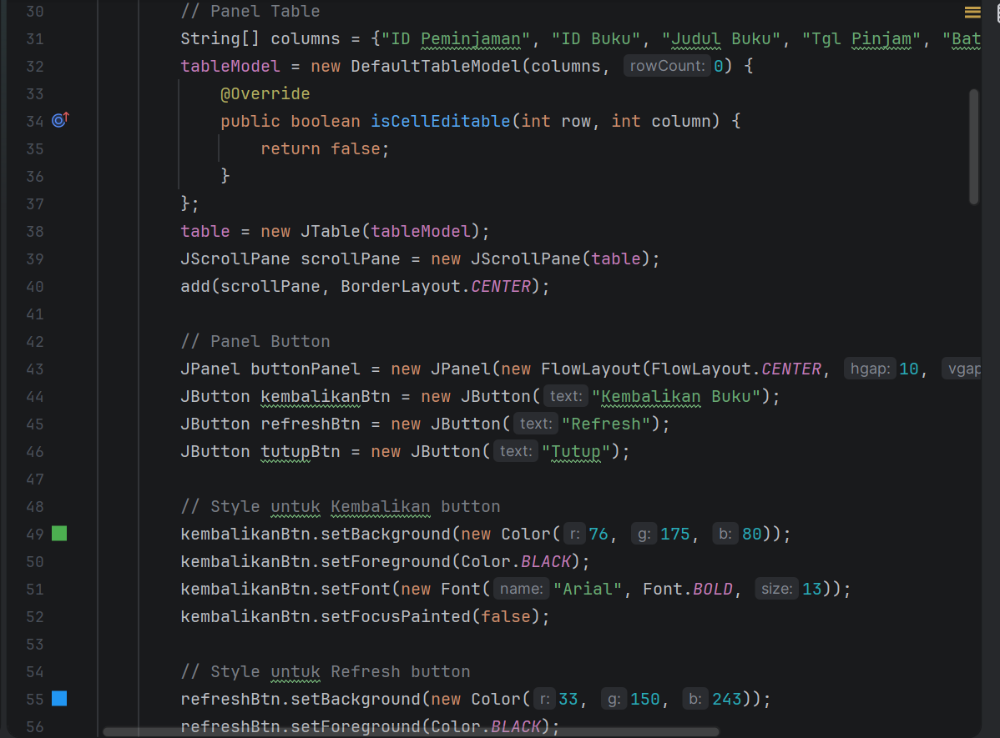 30 // Panel Table
31 String[] columns = {"ID Peminjaman", "ID Buku", "Judul Buku", "Tgl Pinjam", "Bat
32 tableModel = new DefaultTableModel(columns, rowCount: 0) {
33 @Override
34 public boolean isCellEditable(int row, int column) {
35 return false;
36 }
37 };
38 table = new JTable(tableModel);
39 JScrollPane scrollPane = new JScrollPane(table);
40 add(scrollPane, BorderLayout.CENTER);
41
42 // Panel Button
43 JPanel buttonPanel = new JPanel(new FlowLayout(FlowLayout.CENTER, hgap: 10, vgap
44 JButton kembalikanBtn = new JButton( text: "Kembalikan Buku");
45 JButton refreshBtn = new JButton( text: "Refresh");
46 JButton tutupBtn = new JButton( text: "Tutup");
47
48 // Style untuk Kembalikan button
49 kembalikanBtn.setBackground(new Color( r: 76, g: 175, b: 80));
50 kembalikanBtn.setForeground(Color.BLACK);
51 kembalikanBtn.setFont(new Font( name: "Arial", Font.BOLD, size: 13));
52 kembalikanBtn.setFocusPainted(false);
53
54 // Style untuk Refresh button
55 refreshBtn.setBackground(new Color( r: 33, g: 150, b: 243));
56 refreshBtn.setForeground(Color.BLACK);